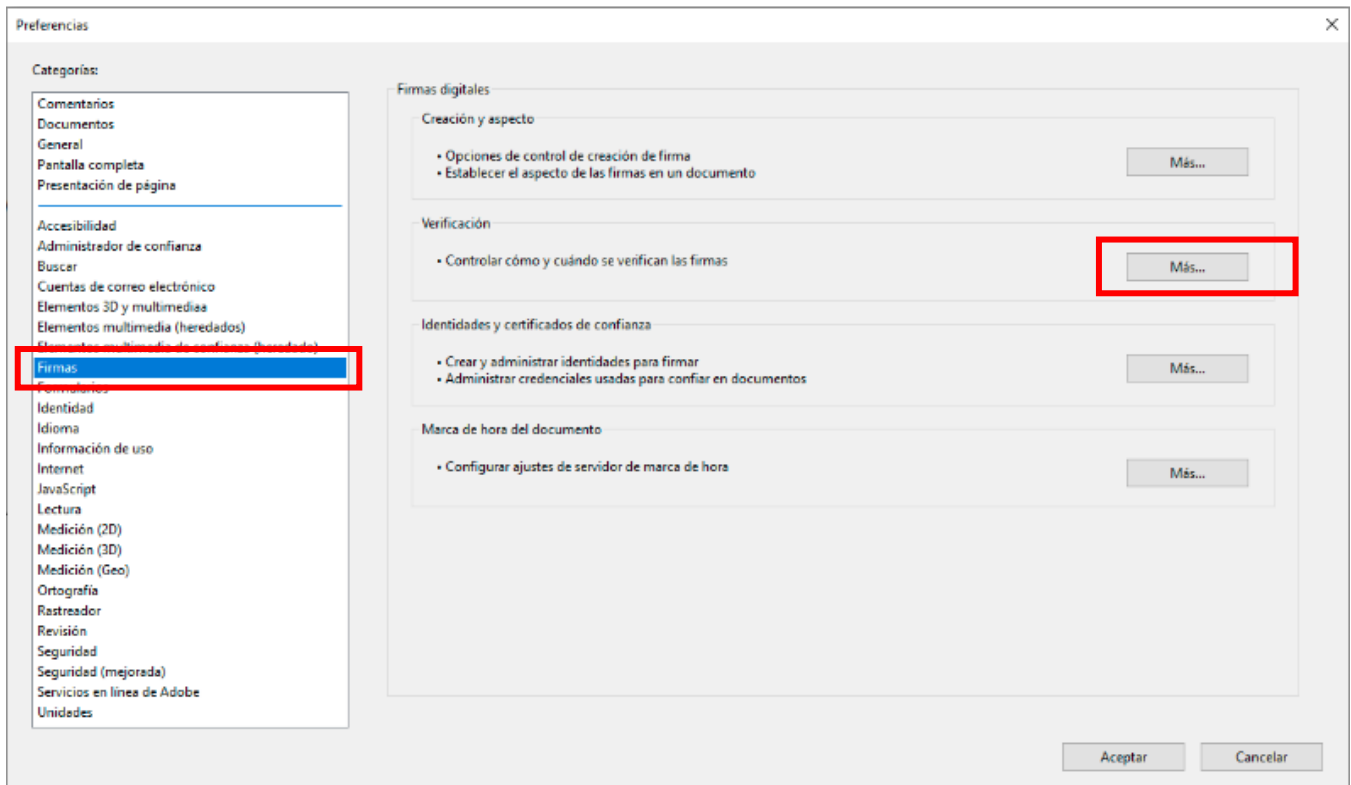 Preferencias
Categorías:
Comentarios
Documentos
General
Pantalla completa
Presentación de página
Accesibilidad
Administrador de confianza
Buscar
Cuentas de correo electrónico
Elementos 3D y multimediaa
Elementos multimedia (heredados)
Elementos multimedia de confianza (heredado)
Firmas
Formularios
Identidad
Idioma
Información de uso
Internet
JavaScript
Lectura
Medición (2D)
Medición (3D)
Medición (Geo)
Ortografía
Rastreador
Revisión
Seguridad
Seguridad (mejorada)
Servicios en línea de Adobe
Unidades
Firmas digitales
Creación y aspecto
• Opciones de control de creación de firma
• Establecer el aspecto de las firmas en un documento
Más...
Verificación
• Controlar cómo y cuándo se verifican las firmas
Más...
Identidades y certificados de confianza
• Crear y administrar identidades para firmar
• Administrar credenciales usadas para confiar en documentos
Más...
Marca de hora del documento
• Configurar ajustes de servidor de marca de hora
Más...
Aceptar
Cancelar